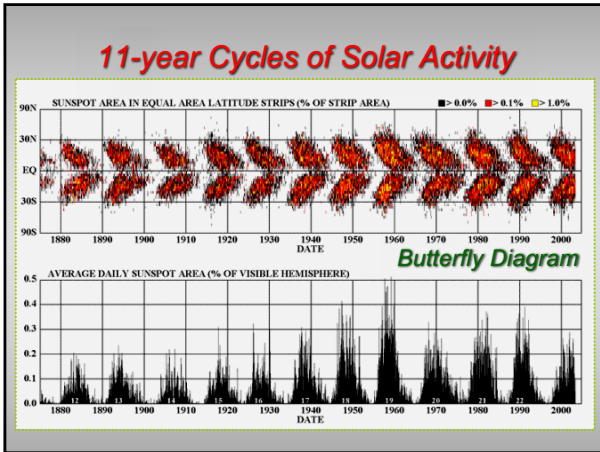 11-year Cycles of Solar Activity
SUNSPOT AREA IN EQUAL AREA LATITUDE STRIPS (% OF STRIP AREA) > 0.0% > 0.1% > 1.0%
90N
30N
EQ
30S
90S
1880 1890 1900 1910 1920 1930 1940 1950 1960 1970 1980 1990 2000
DATE
Butterfly Diagram
AVERAGE DAILY SUNSPOT AREA (% OF VISIBLE HEMISPHERE)
0.5
0.4
0.3
0.2
0.1
0.0
12 13 14 15 16 17 18 19 20 21 22
1880 1890 1900 1910 1920 1930 1940 1950 1960 1970 1980 1990 2000
DATE